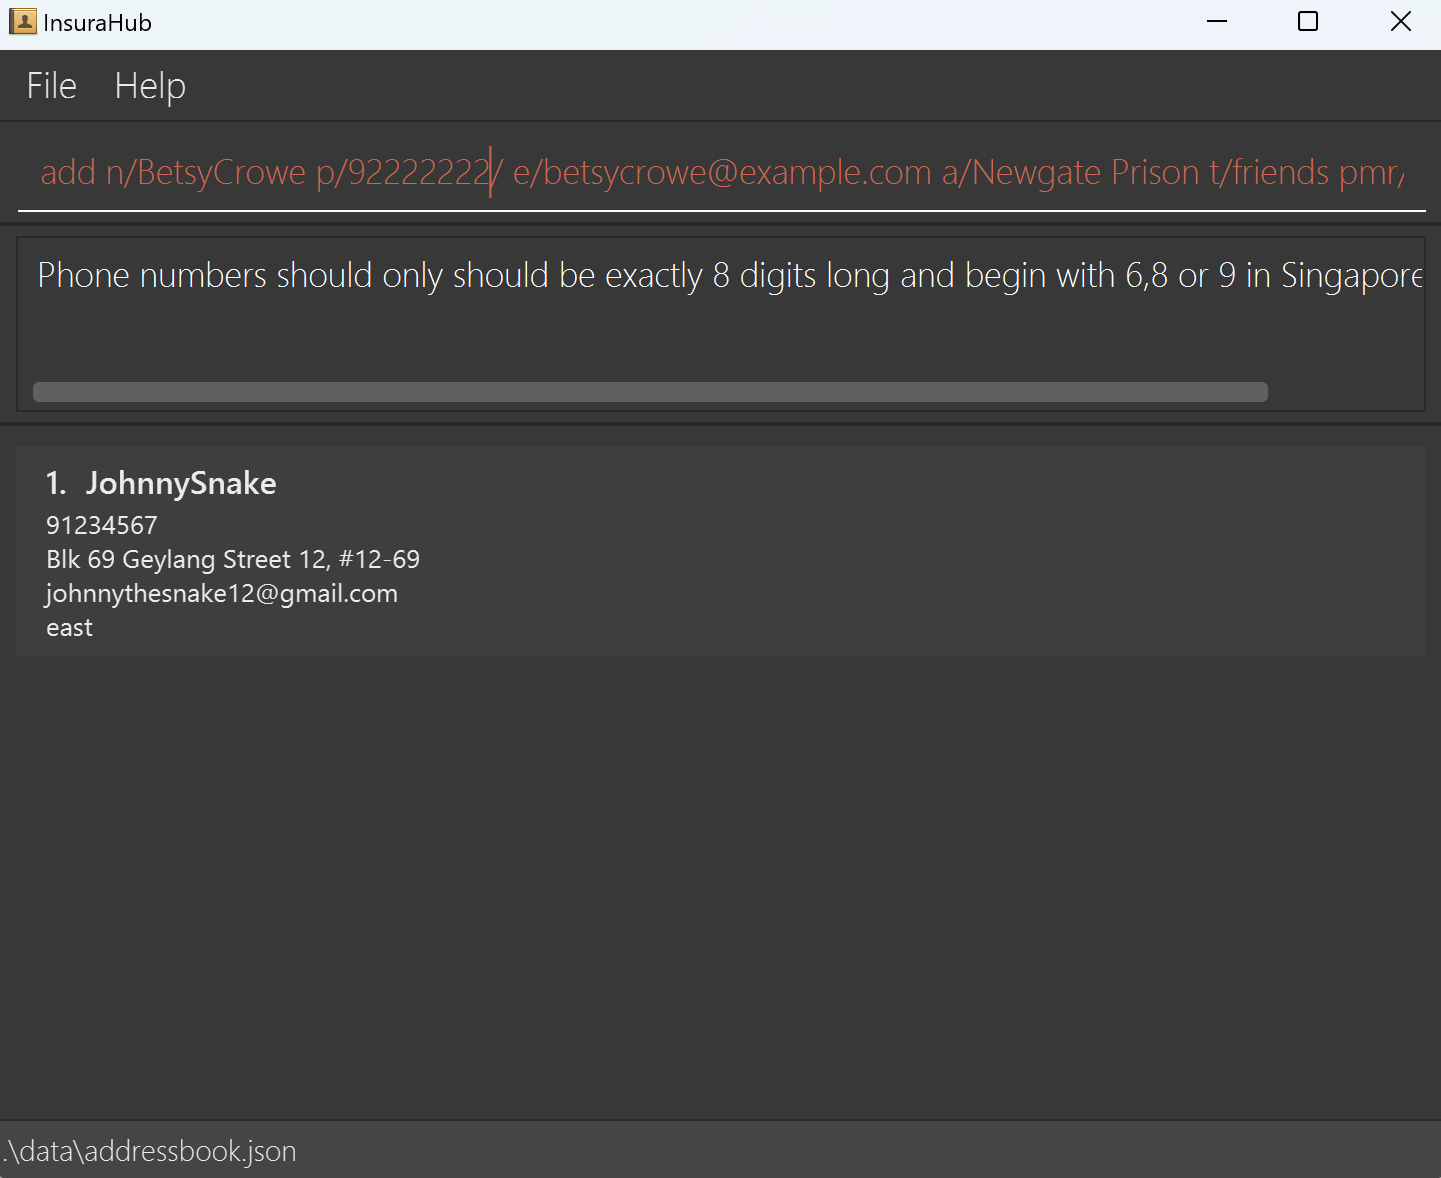 InsuraHub
File Help
add n/BetsyCrowe p/92222222/ e/betsycrowe@example.com a/Newgate Prison t/friends pmr/
Phone numbers should only should be exactly 8 digits long and begin with 6,8 or 9 in Singapore
1. JohnnySnake
91234567
Blk 69 Geylang Street 12, #12-69
johnnythesnake12@gmail.com
east
.\data\addressbook.json